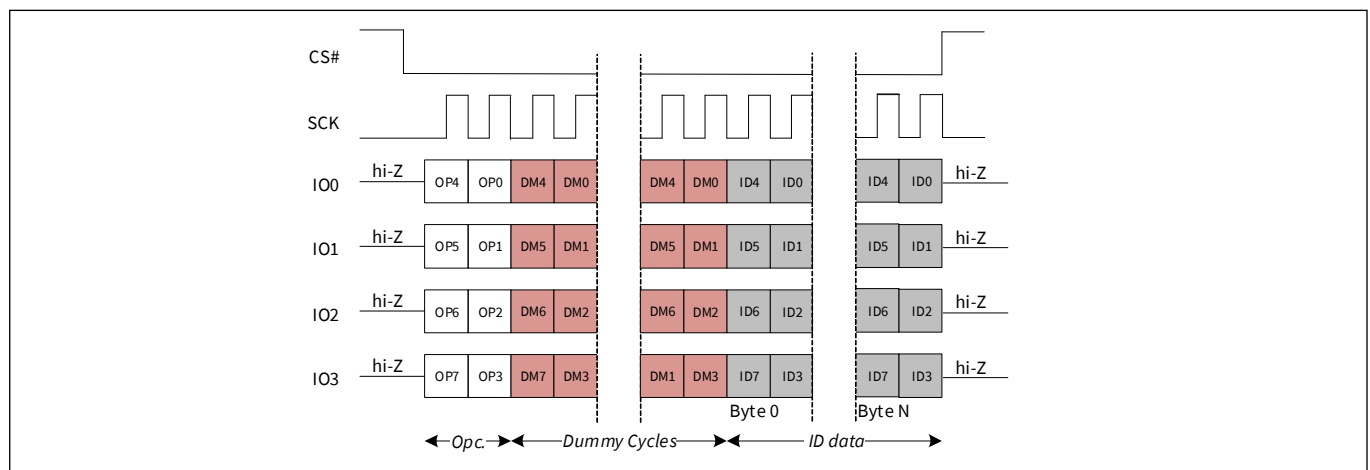 CS#
SCK
IO0 hi-Z OP4 OP0 DM4 DM0 DM4 DM0 ID4 ID0 ID4 ID0 hi-Z
IO1 hi-Z OP5 OP1 DM5 DM1 DM5 DM1 ID5 ID1 ID5 ID1 hi-Z
IO2 hi-Z OP6 OP2 DM6 DM2 DM6 DM2 ID6 ID2 ID6 ID2 hi-Z
IO3 hi-Z OP7 OP3 DM7 DM3 DM1 DM3 ID7 ID3 ID7 ID3 hi-Z
Byte 0 Byte N
Opc. Dummy Cycles ID data